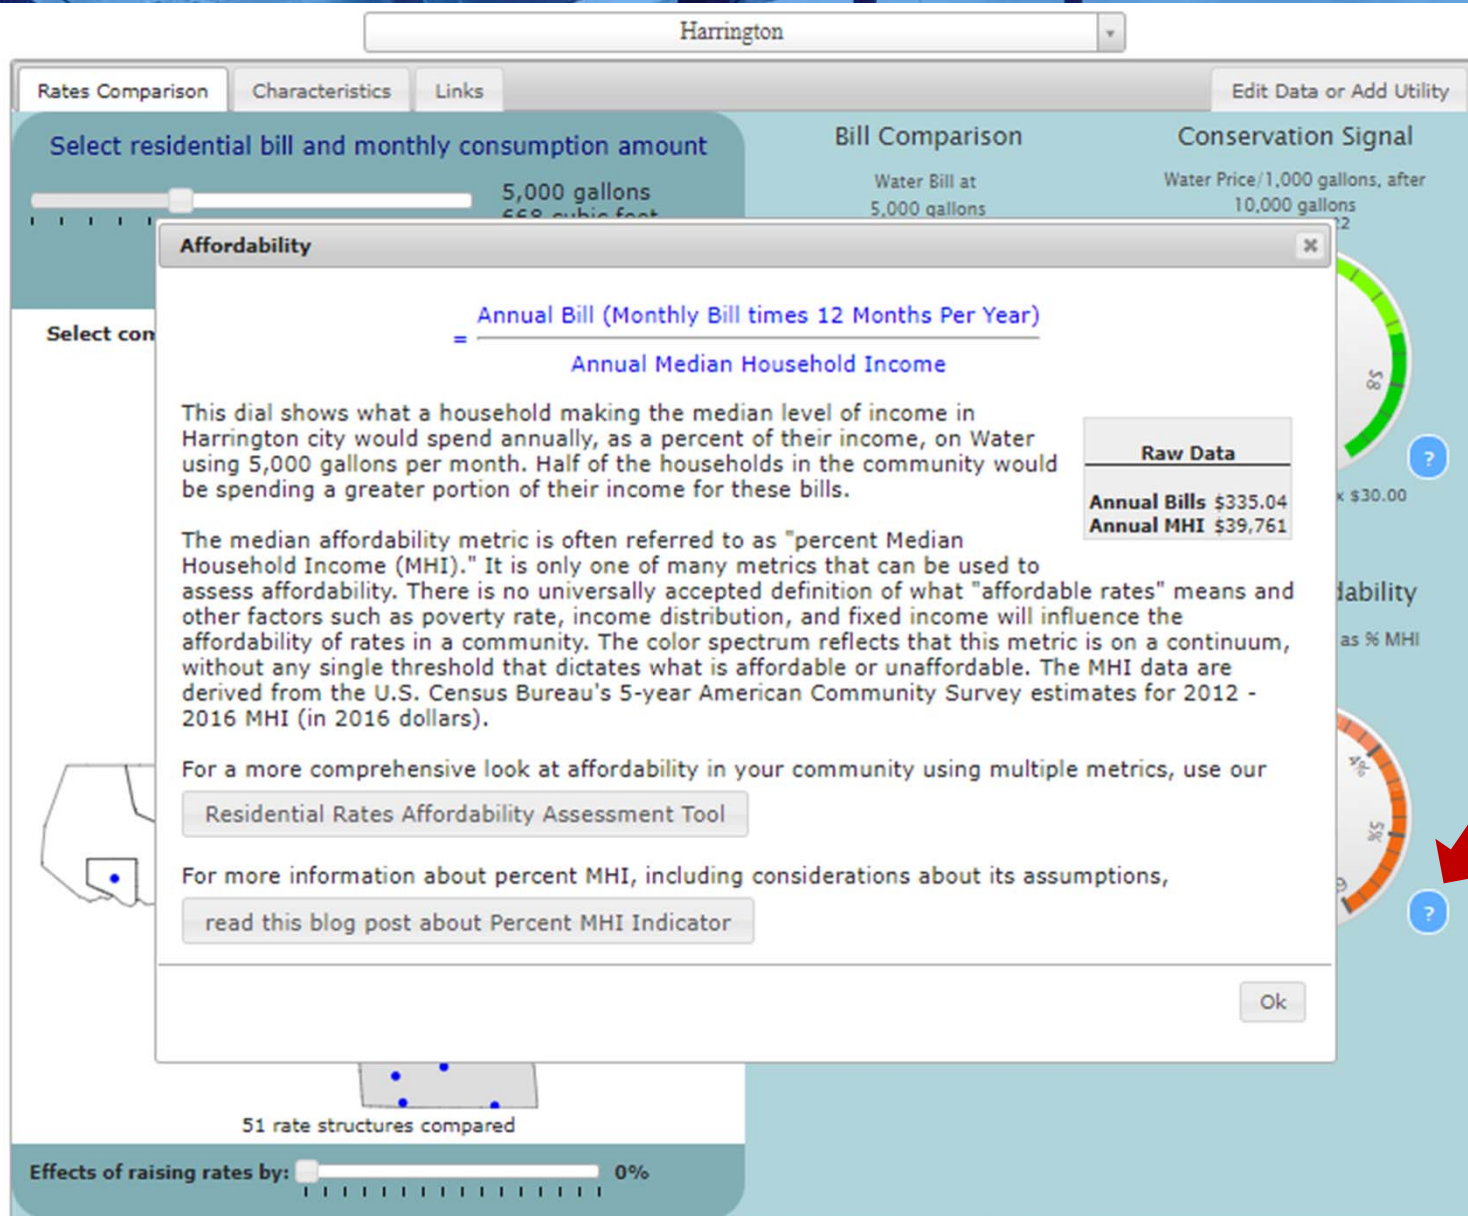 Harrington
Rates Comparison
Characteristics
Links
Edit Data or Add Utility
Select residential bill and monthly consumption amount
5,000 gallons
668 cubic feet
Bill Comparison
Water Bill at
5,000 gallons
Conservation Signal
Water Price/1,000 gallons, after
10,000 gallons
Affordability
= Annual Bill (Monthly Bill times 12 Months Per Year)
Annual Median Household Income
This dial shows what a household making the median level of income in
Harrington city would spend annually, as a percent of their income, on Water
using 5,000 gallons per month. Half of the households in the community would
be spending a greater portion of their income for these bills.
Raw Data
Annual Bills $335.04
Annual MHI $39,761
The median affordability metric is often referred to as "percent Median
Household Income (MHI)." It is only one of many metrics that can be used to
assess affordability. There is no universally accepted definition of what "affordable rates" means and
other factors such as poverty rate, income distribution, and fixed income will influence the
affordability of rates in a community. The color spectrum reflects that this metric is on a continuum,
without any single threshold that dictates what is affordable or unaffordable. The MHI data are
derived from the U.S. Census Bureau's 5-year American Community Survey estimates for 2012 -
2016 MHI (in 2016 dollars).
For a more comprehensive look at affordability in your community using multiple metrics, use our
Residential Rates Affordability Assessment Tool
For more information about percent MHI, including considerations about its assumptions,
read this blog post about Percent MHI Indicator
Ok
Select con
$8
?
x $30.00
dability
as % MHI
4%
5%
?
51 rate structures compared
Effects of raising rates by:
0%